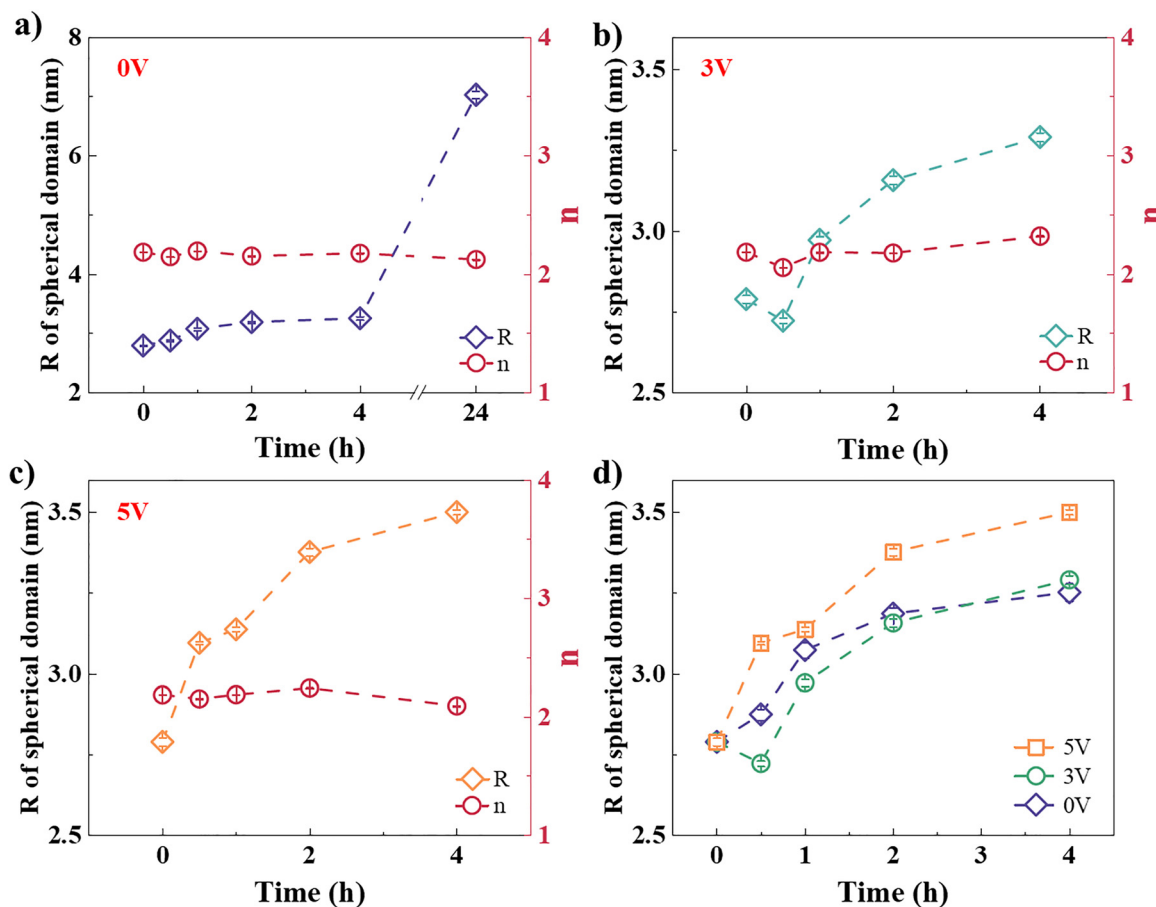 a)
0V
R of spherical domain (nm)
8
6
4
2
4
3
2
1
n
R
n
0
2
4
24
Time (h)
b)
3V
R of spherical domain (nm)
3.5
3.0
2.5
4
3
2
1
n
R
n
0
2
4
Time (h)
c)
5V
R of spherical domain (nm)
3.5
3.0
2.5
4
3
2
1
n
R
n
0
2
4
Time (h)
d)
R of spherical domain (nm)
3.5
3.0
2.5
5V
3V
0V
0
1
2
3
4
Time (h)